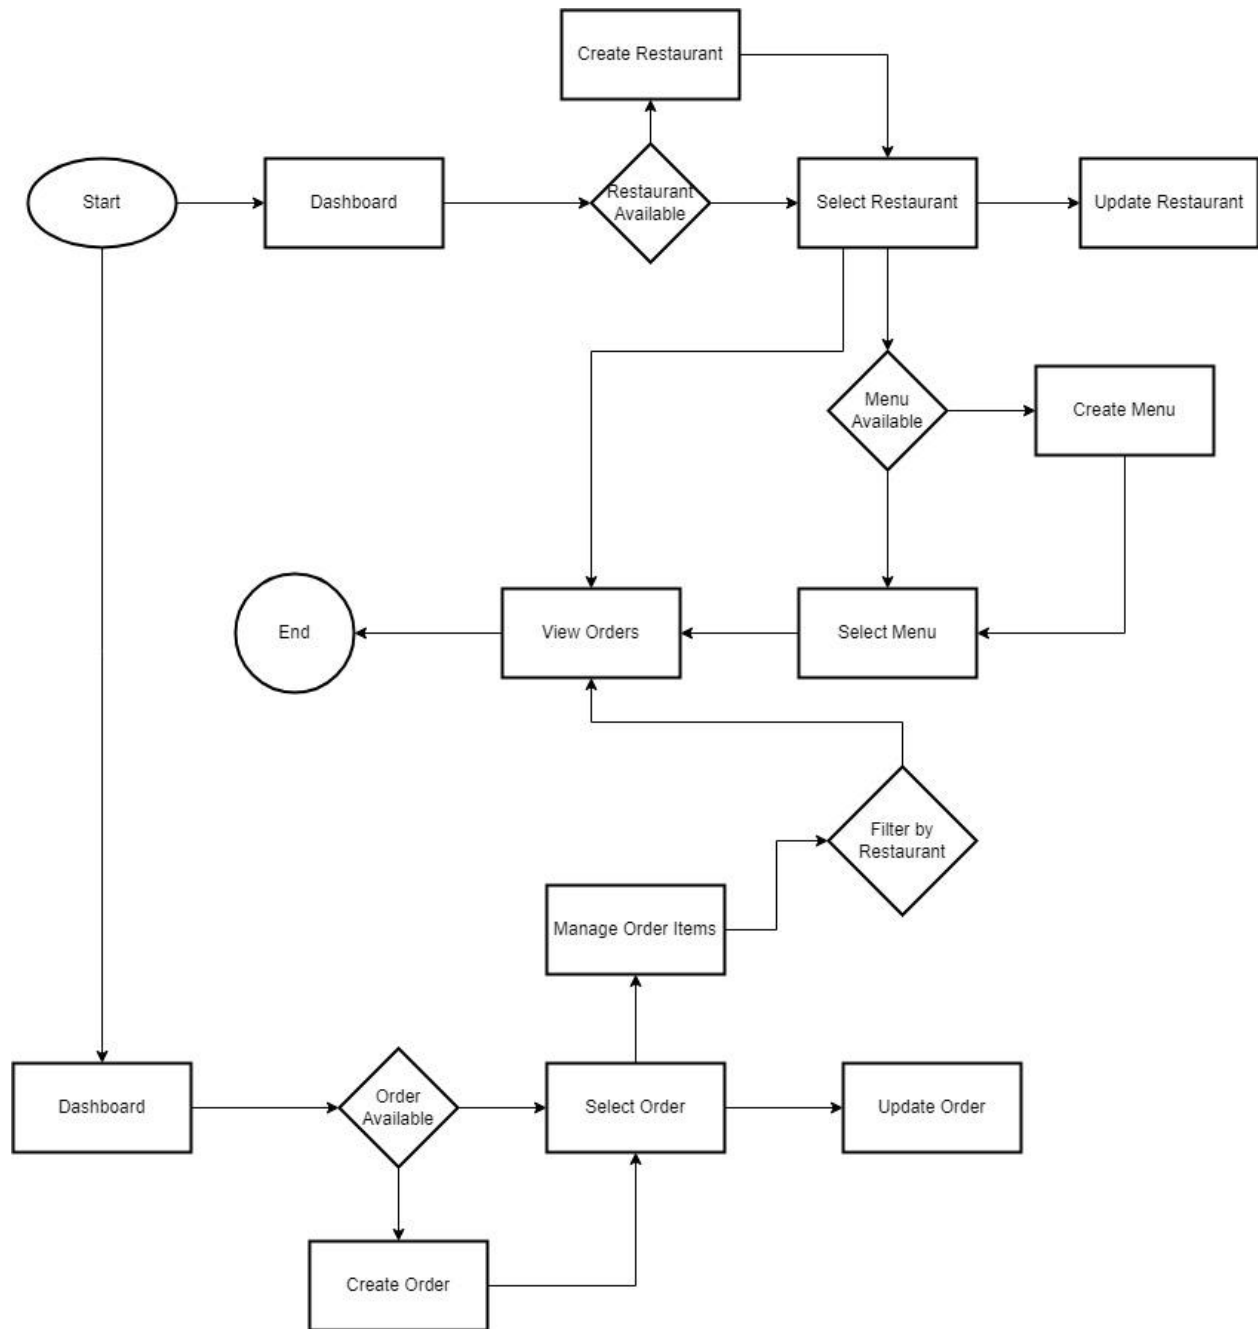 Create Restaurant
Start
Dashboard
Restaurant
Available
Select Restaurant
Update Restaurant
Menu
Available
Create Menu
End
View Orders
Select Menu
Filter by
Restaurant
Manage Order Items
Dashboard
Order
Available
Select Order
Update Order
Create Order